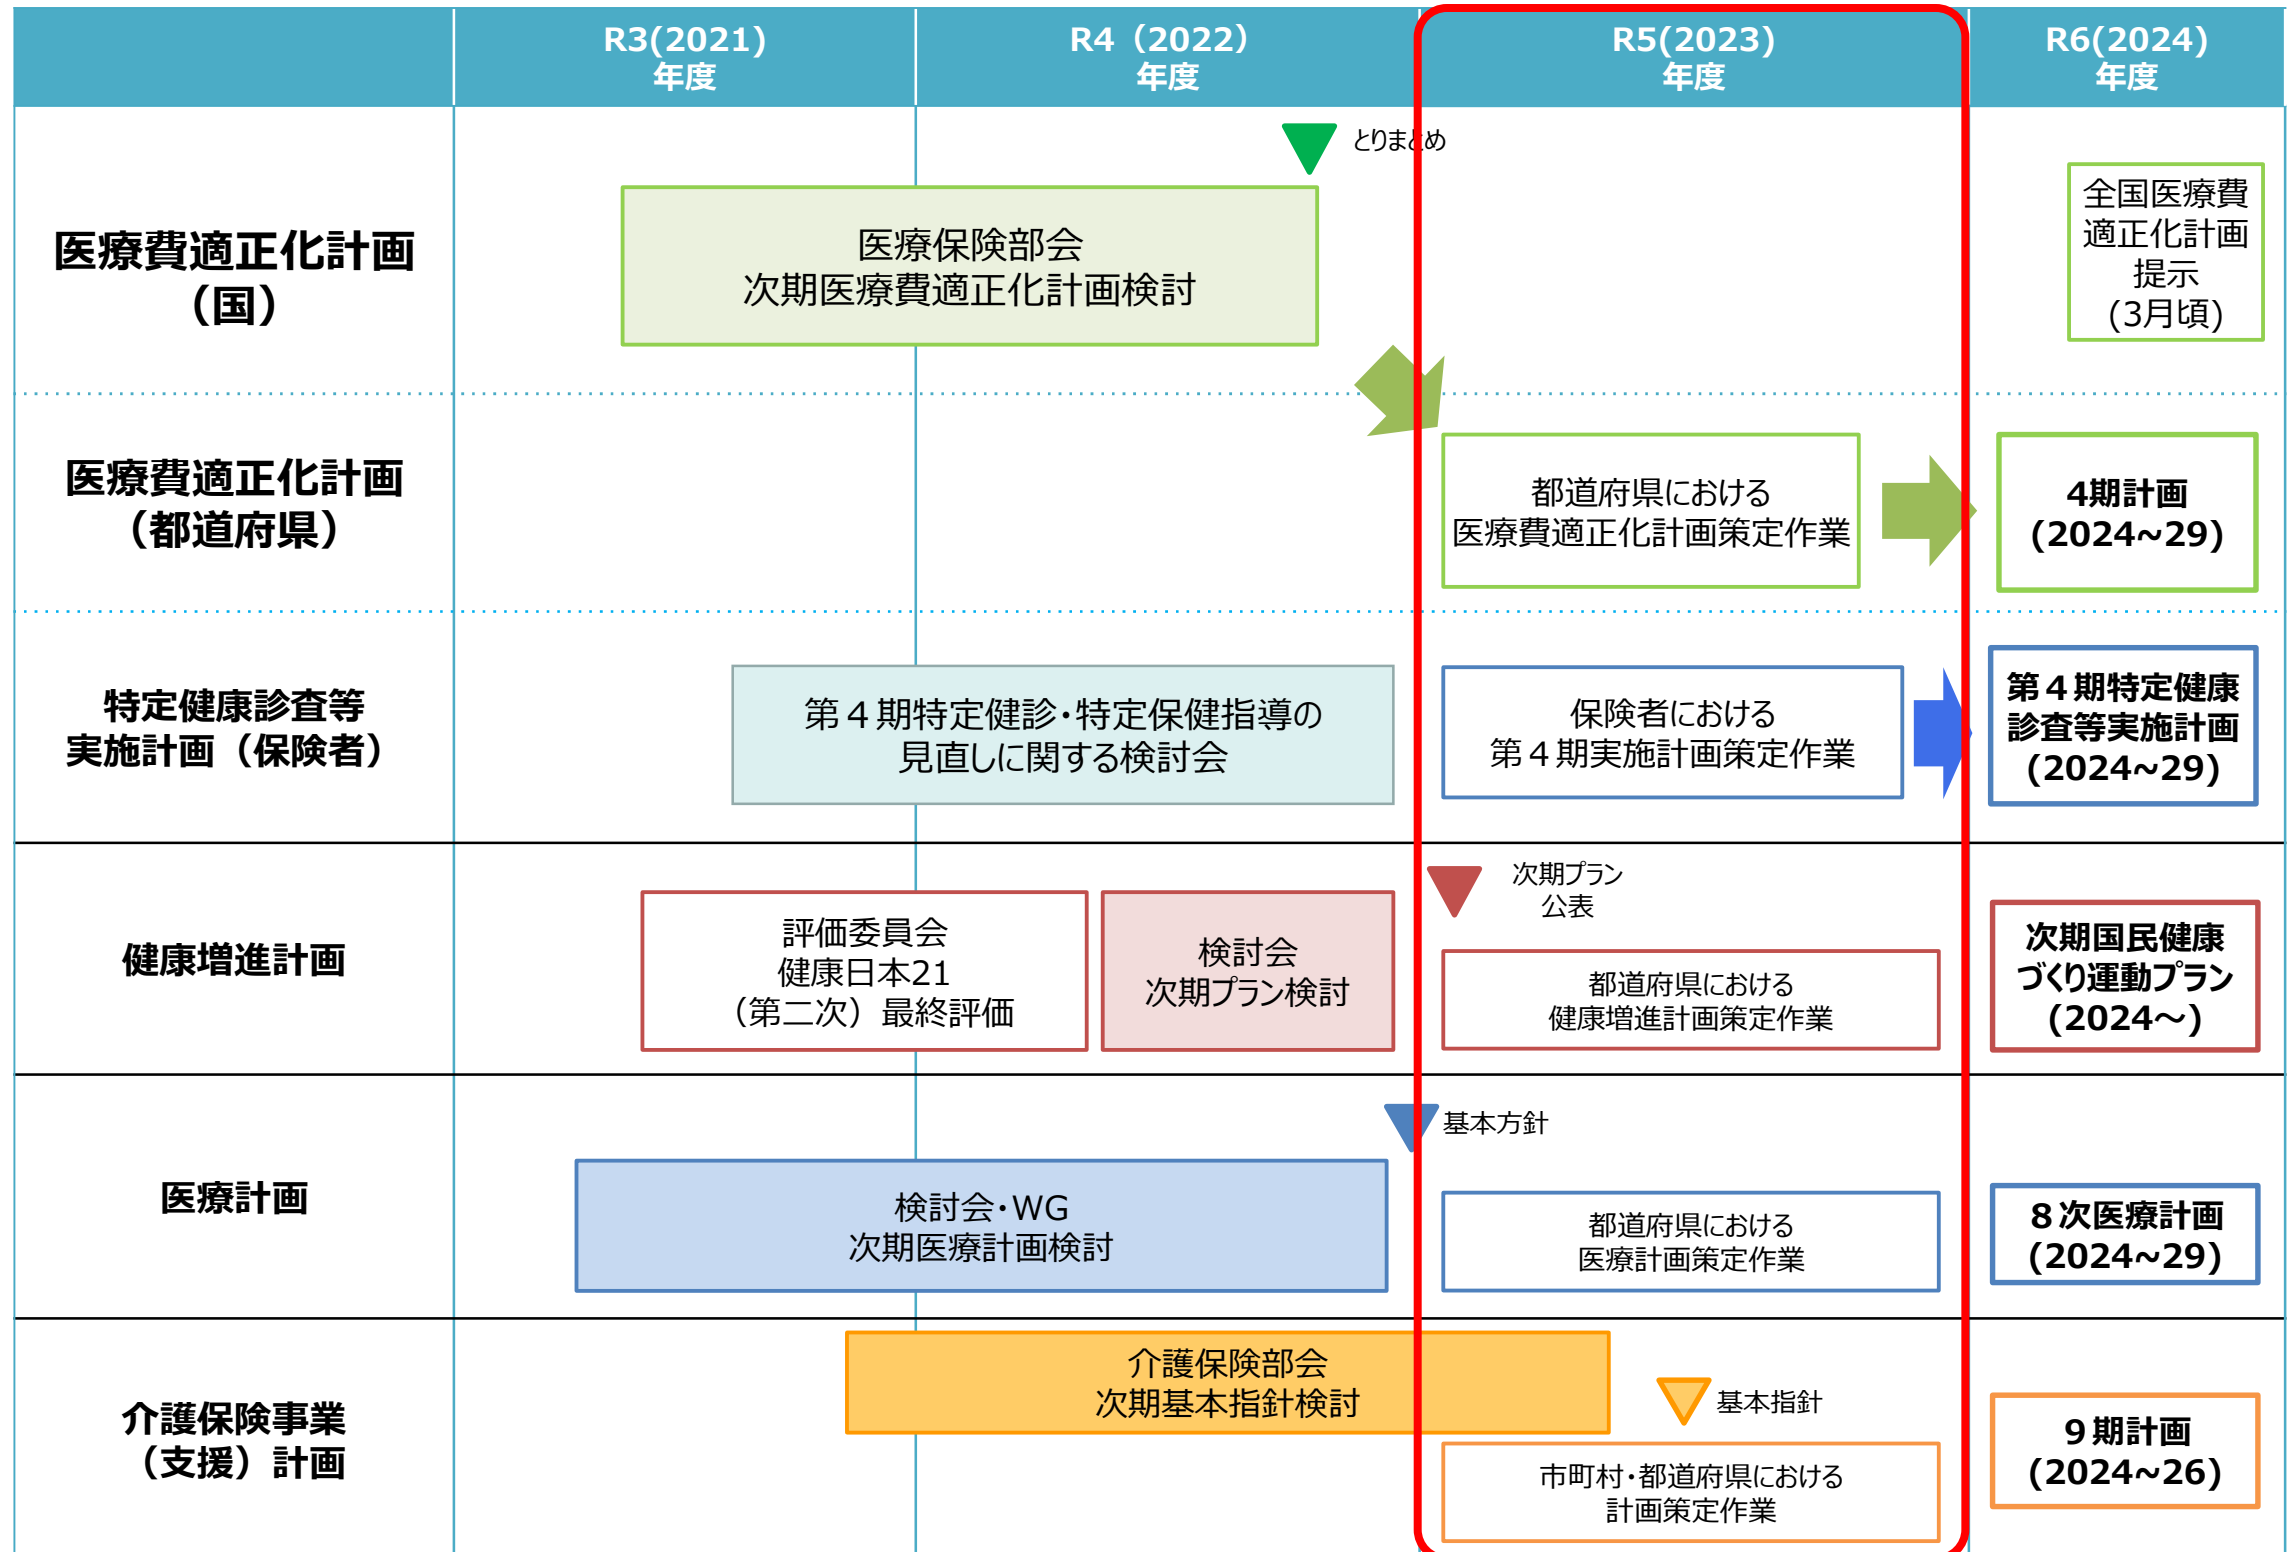 R3(2021)
年度
R4（2022）
年度
R5(2023)
年度
R6(2024)
年度
医療費適正化計画
（国）
とりまとめ
医療保険部会
次期医療費適正化計画検討
全国医療費
適正化計画
提示
(3月頃)
医療費適正化計画
（都道府県）
都道府県における
医療費適正化計画策定作業
4期計画
(2024~29)
特定健康診査等
実施計画（保険者）
第４期特定健診・特定保健指導の
見直しに関する検討会
保険者における
第４期実施計画策定作業
第４期特定健康
診査等実施計画
(2024~29)
健康増進計画
評価委員会
健康日本21
（第二次）最終評価
検討会
次期プラン検討
次期プラン
公表
都道府県における
健康増進計画策定作業
次期国民健康
づくり運動プラン
(2024～)
医療計画
検討会・WG
次期医療計画検討
基本方針
都道府県における
医療計画策定作業
８次医療計画
(2024~29)
介護保険事業
（支援）計画
介護保険部会
次期基本指針検討
基本指針
市町村・都道府県における
計画策定作業
９期計画
(2024~26)